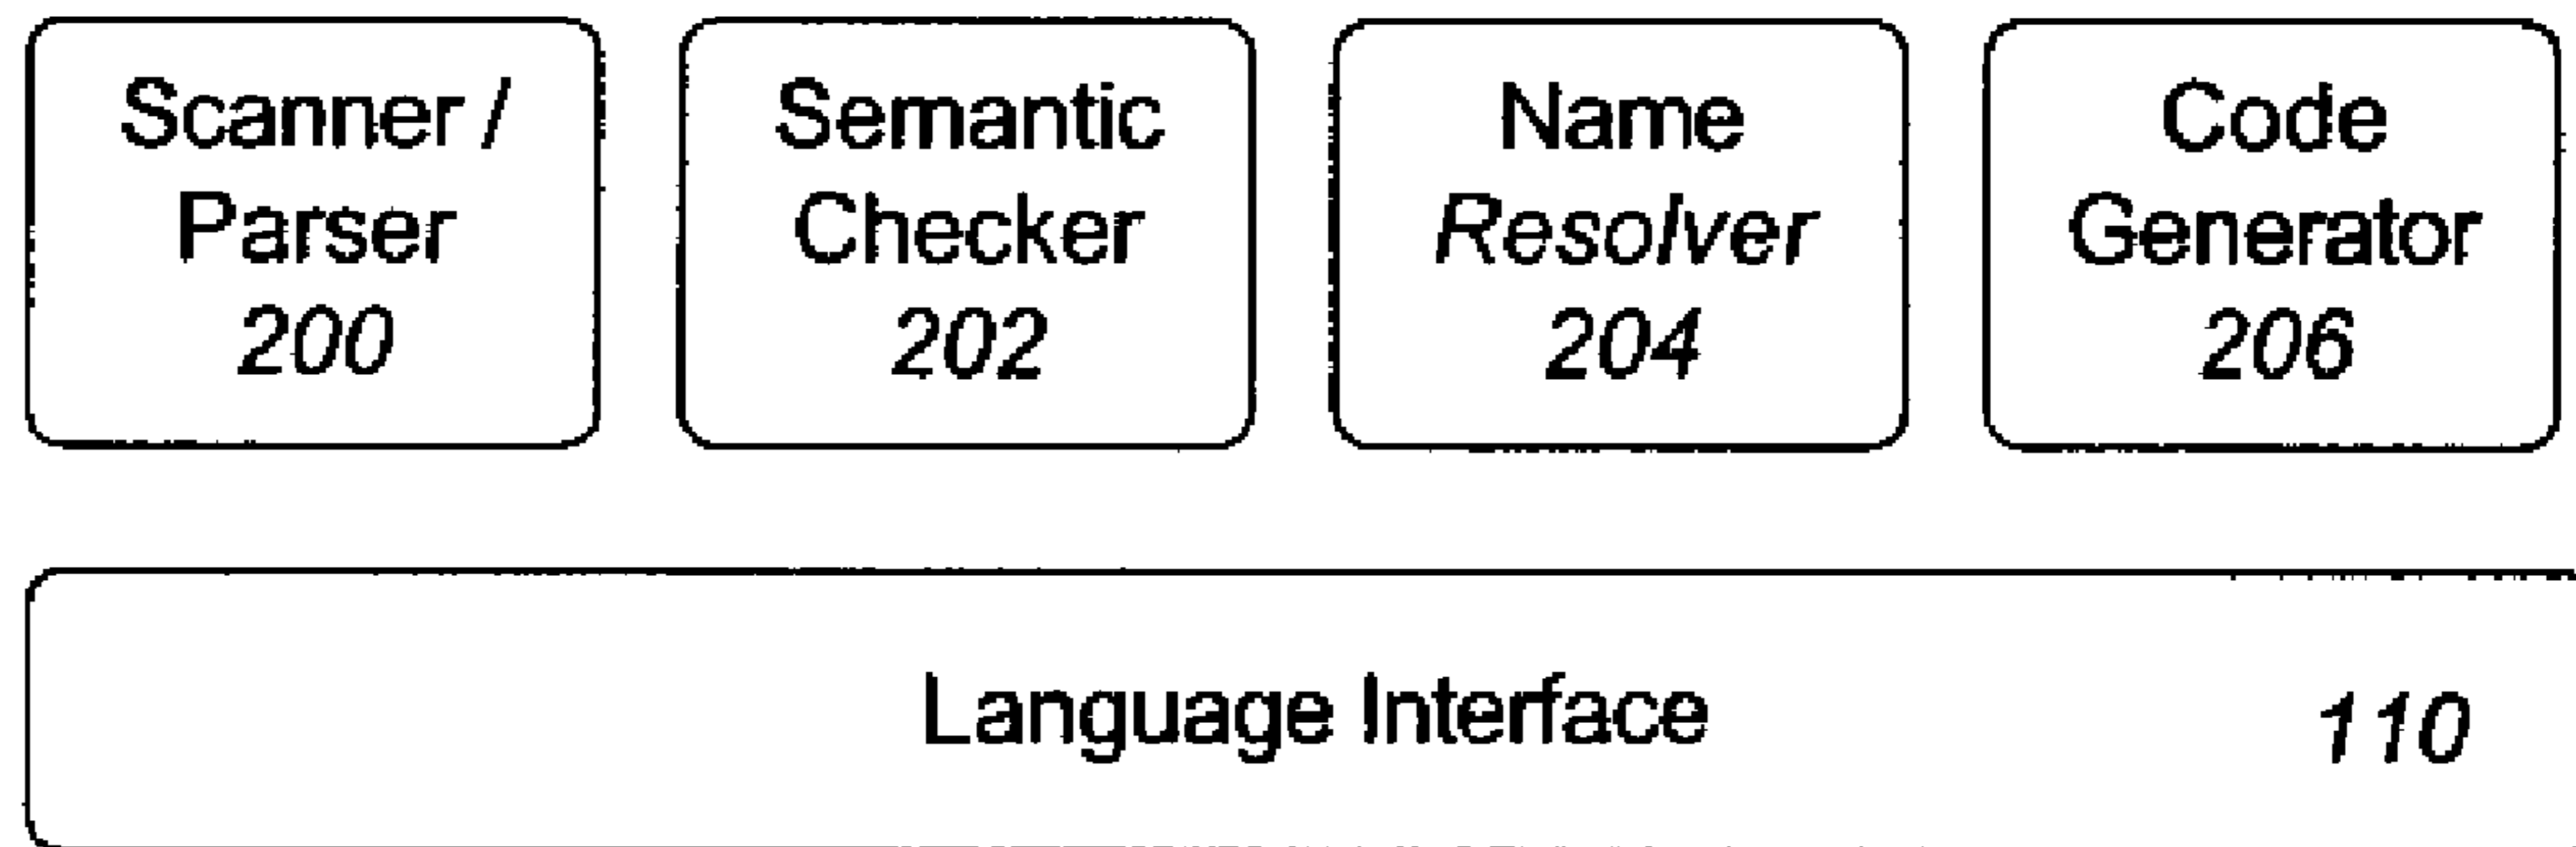 Scanner /
Parser
200
Semantic
Checker
202
Name
Resolver
204
Code
Generator
206
Language Interface 110